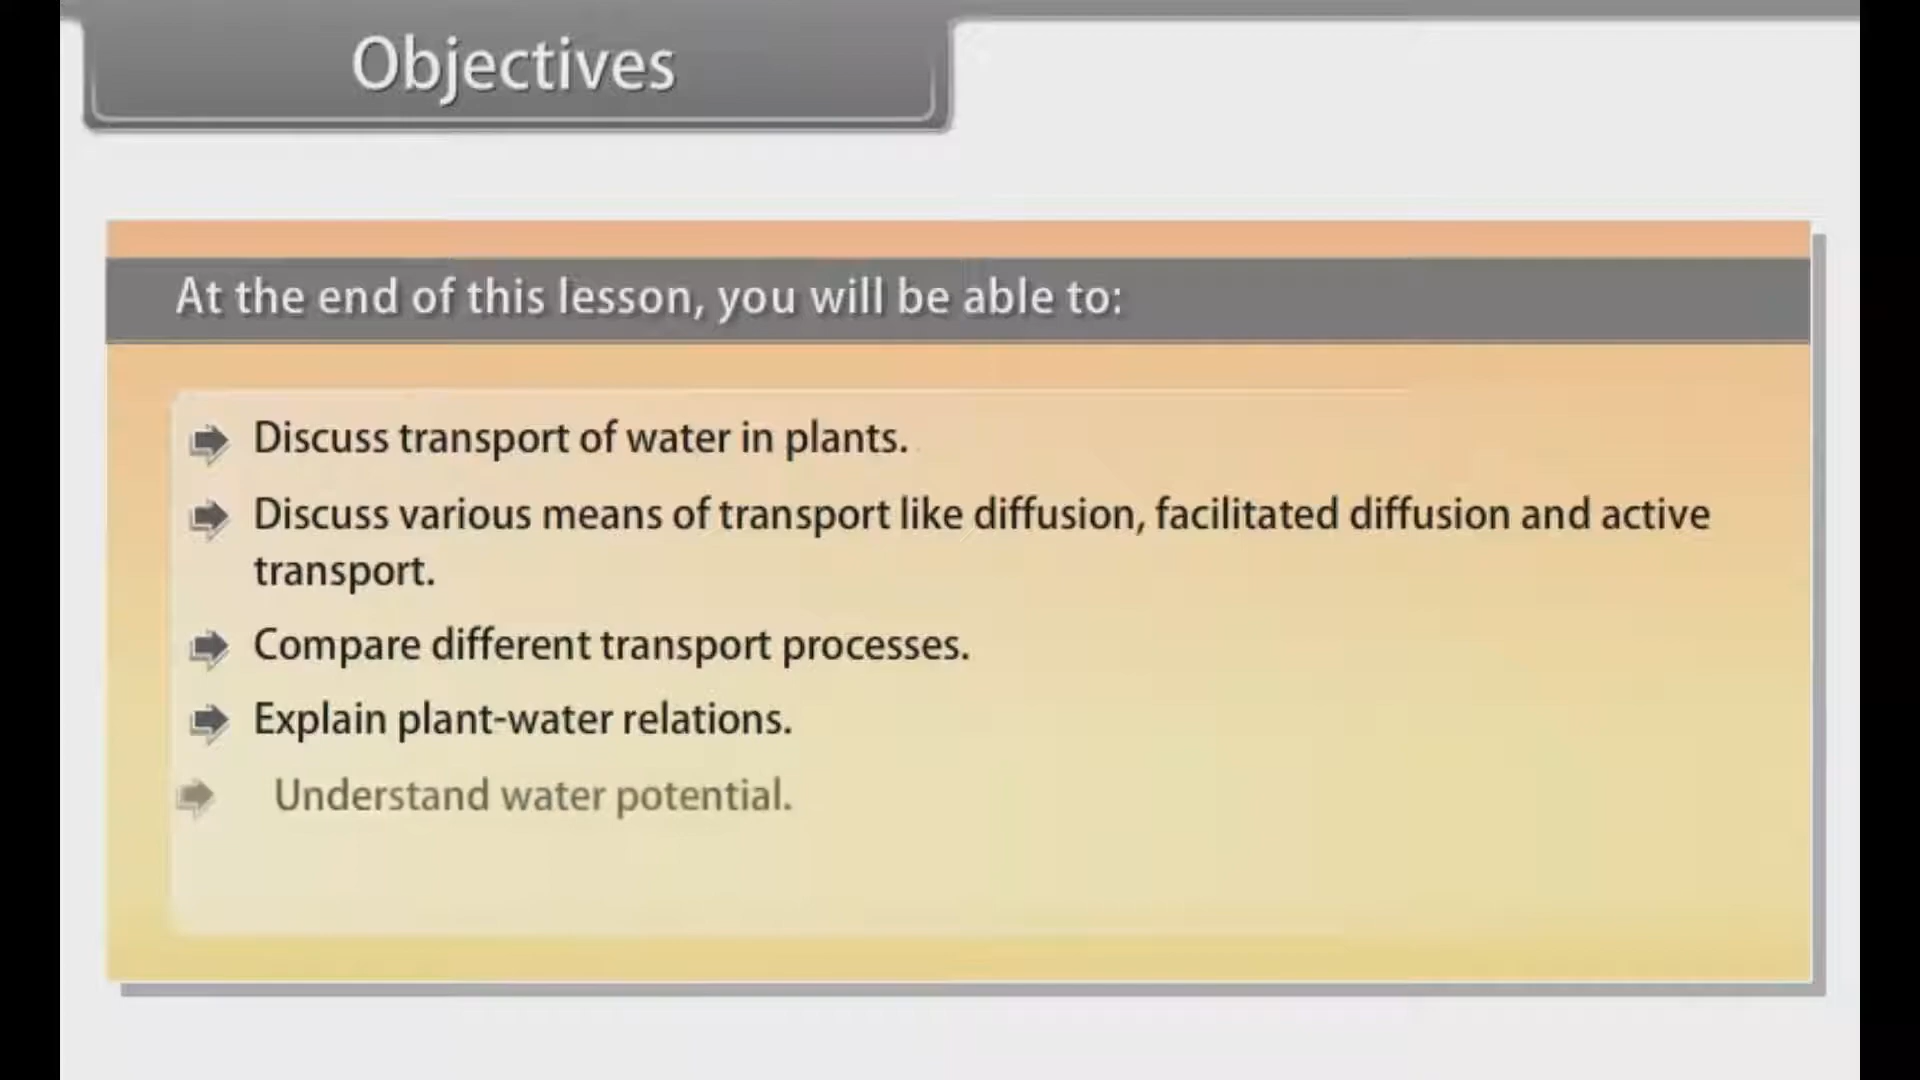 Objectives
At the end of this lesson, you will be able to:
Discuss transport of water in plants.
Discuss various means of transport like diffusion, facilitated diffusion and active
transport.
Compare different transport processes.
Explain plant-water relations.
Understand water potential.